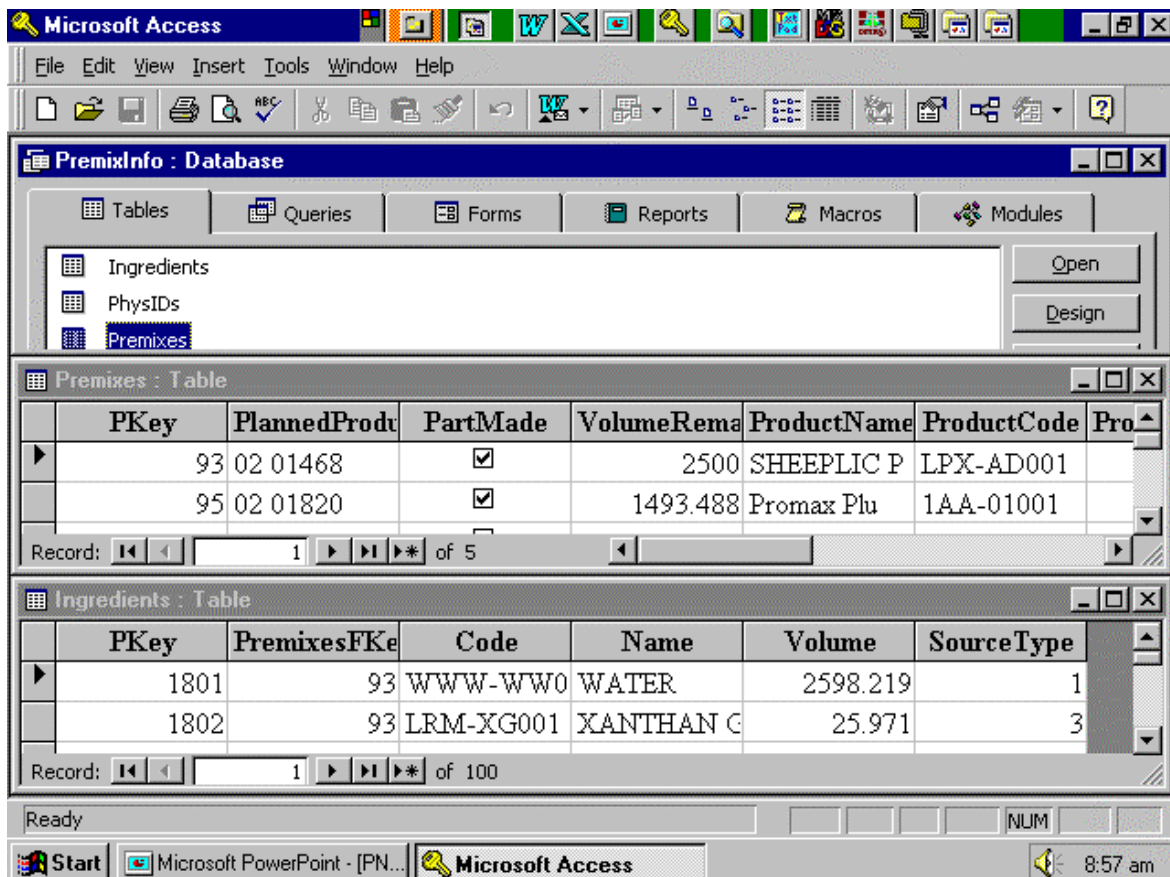 Microsoft Access
File Edit View Insert Tools Window Help
PremixInfo : Database
Tables Queries Forms Reports Macros Modules
Ingredients Open
PhysIDs Design
Premixes
Premixes : Table
PKey PlannedProdu PartMade VolumeRema ProductName ProductCode Pro
93 02 01468 2500 SHEEPLIC P LPX-AD001
95 02 01820 1493.488 Promax Plu 1AA-01001
Record: 1 of 5
Ingredients : Table
PKey PremixesFKe Code Name Volume SourceType
1801 93 WWW-WW0 WATER 2598.219 1
1802 93 LRM-XG001 XANTHAN G 25.971 3
Record: 1 of 100
Ready NUM
Start Microsoft PowerPoint - [PN... Microsoft Access 8:57 am